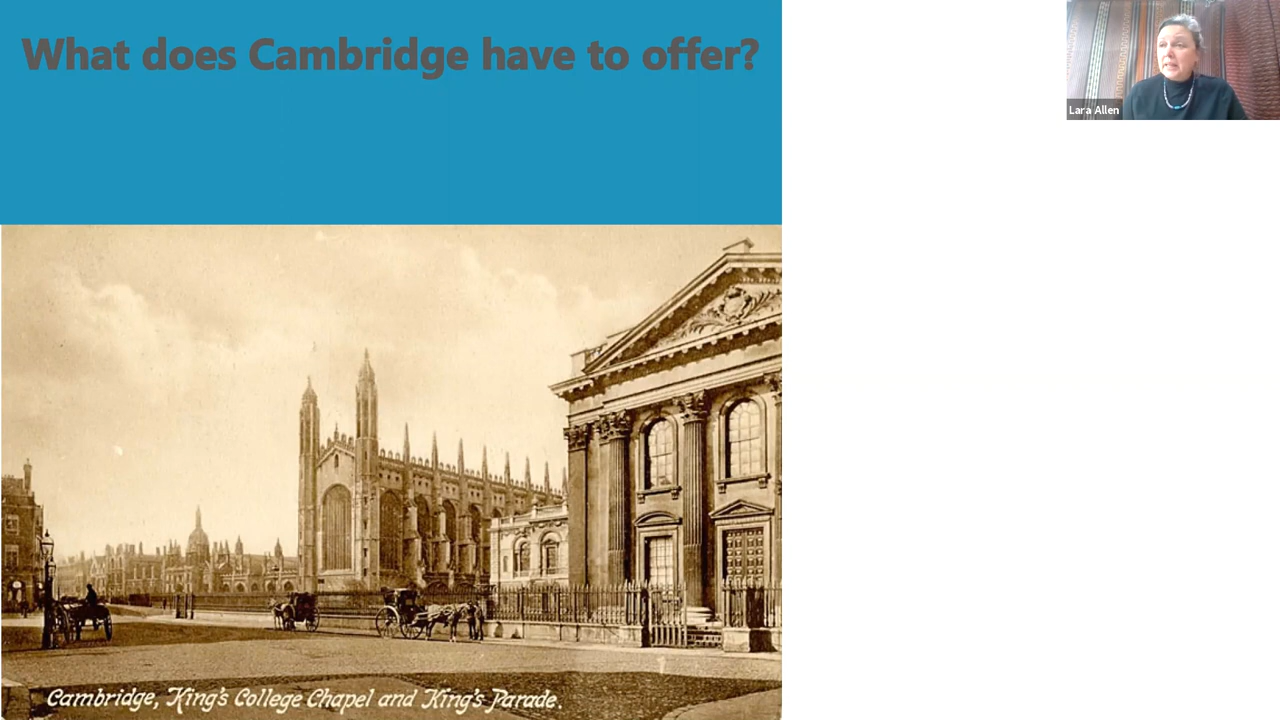 What does Cambridge have to offer?
Lara Allen
Cambridge, King's College Chapel and King's Parade.